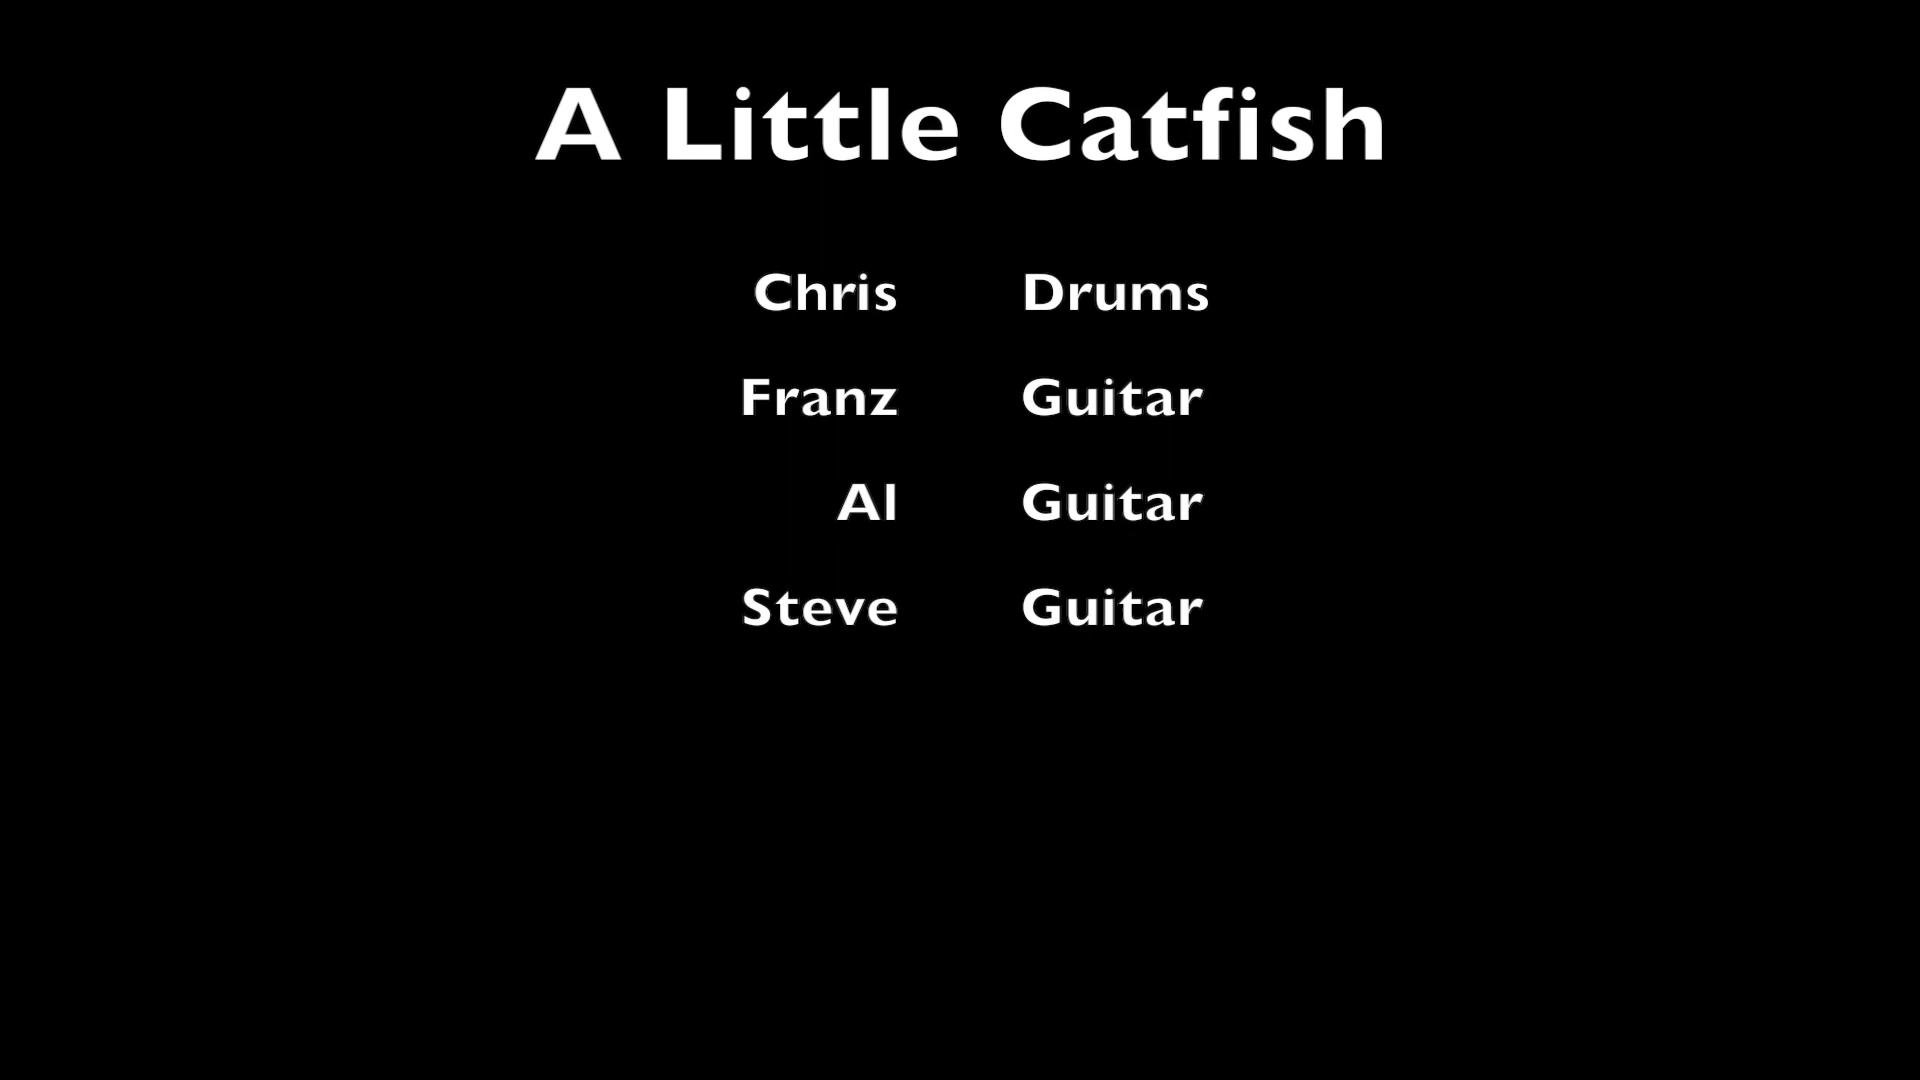 A Little Catfish
Chris Drums
Franz Guitar
Al Guitar
Steve Guitar